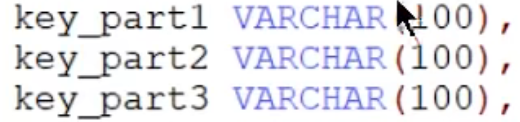 key_part1 VARCHAR(100),
key_part2 VARCHAR(100),
key_part3 VARCHAR(100),